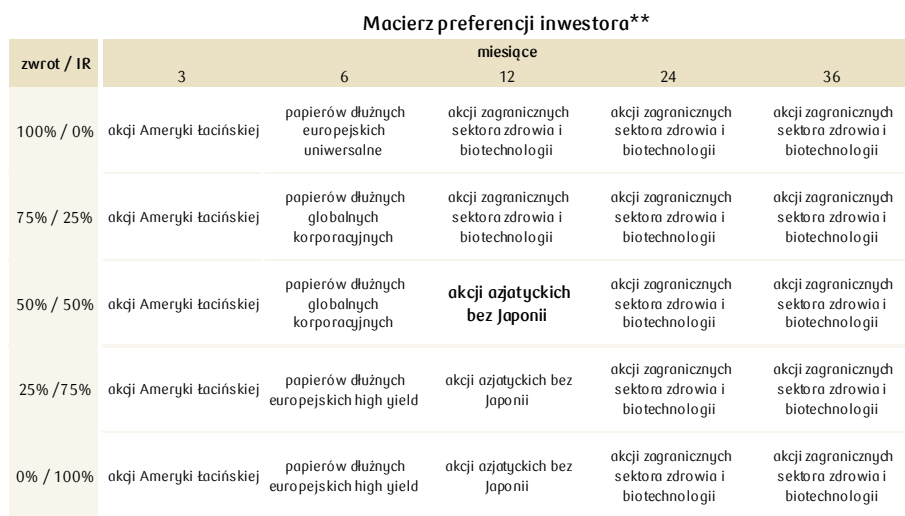 Macierz preferencji inwestora**
zwrot / IR
miesiące
3 6 12 24 36
100% / 0%
akcji Ameryki Łacińskiej
papierów dłużnych
europejskich
uniwersalne
akcji zagranicznych
sektora zdrowia i
biotechnologii
akcji zagranicznych
sektora zdrowia i
biotechnologii
akcji zagranicznych
sektora zdrowia i
biotechnologii
75% / 25%
akcji Ameryki Łacińskiej
papierów dłużnych
globalnych
korporacyjnych
akcji zagranicznych
sektora zdrowia i
biotechnologii
akcji zagranicznych
sektora zdrowia i
biotechnologii
akcji zagranicznych
sektora zdrowia i
biotechnologii
50% / 50%
akcji Ameryki Łacińskiej
papierów dłużnych
globalnych
korporacyjnych
akcji azjatyckich
bez Japonii
akcji zagranicznych
sektora zdrowia i
biotechnologii
akcji zagranicznych
sektora zdrowia i
biotechnologii
25% /75%
akcji Ameryki Łacińskiej
papierów dłużnych
europejskich high yield
akcji azjatyckich bez
Japonii
akcji zagranicznych
sektora zdrowia i
biotechnologii
akcji zagranicznych
sektora zdrowia i
biotechnologii
0% / 100%
akcji Ameryki Łacińskiej
papierów dłużnych
europejskich high yield
akcji azjatyckich bez
Japonii
akcji zagranicznych
sektora zdrowia i
biotechnologii
akcji zagranicznych
sektora zdrowia i
biotechnologii